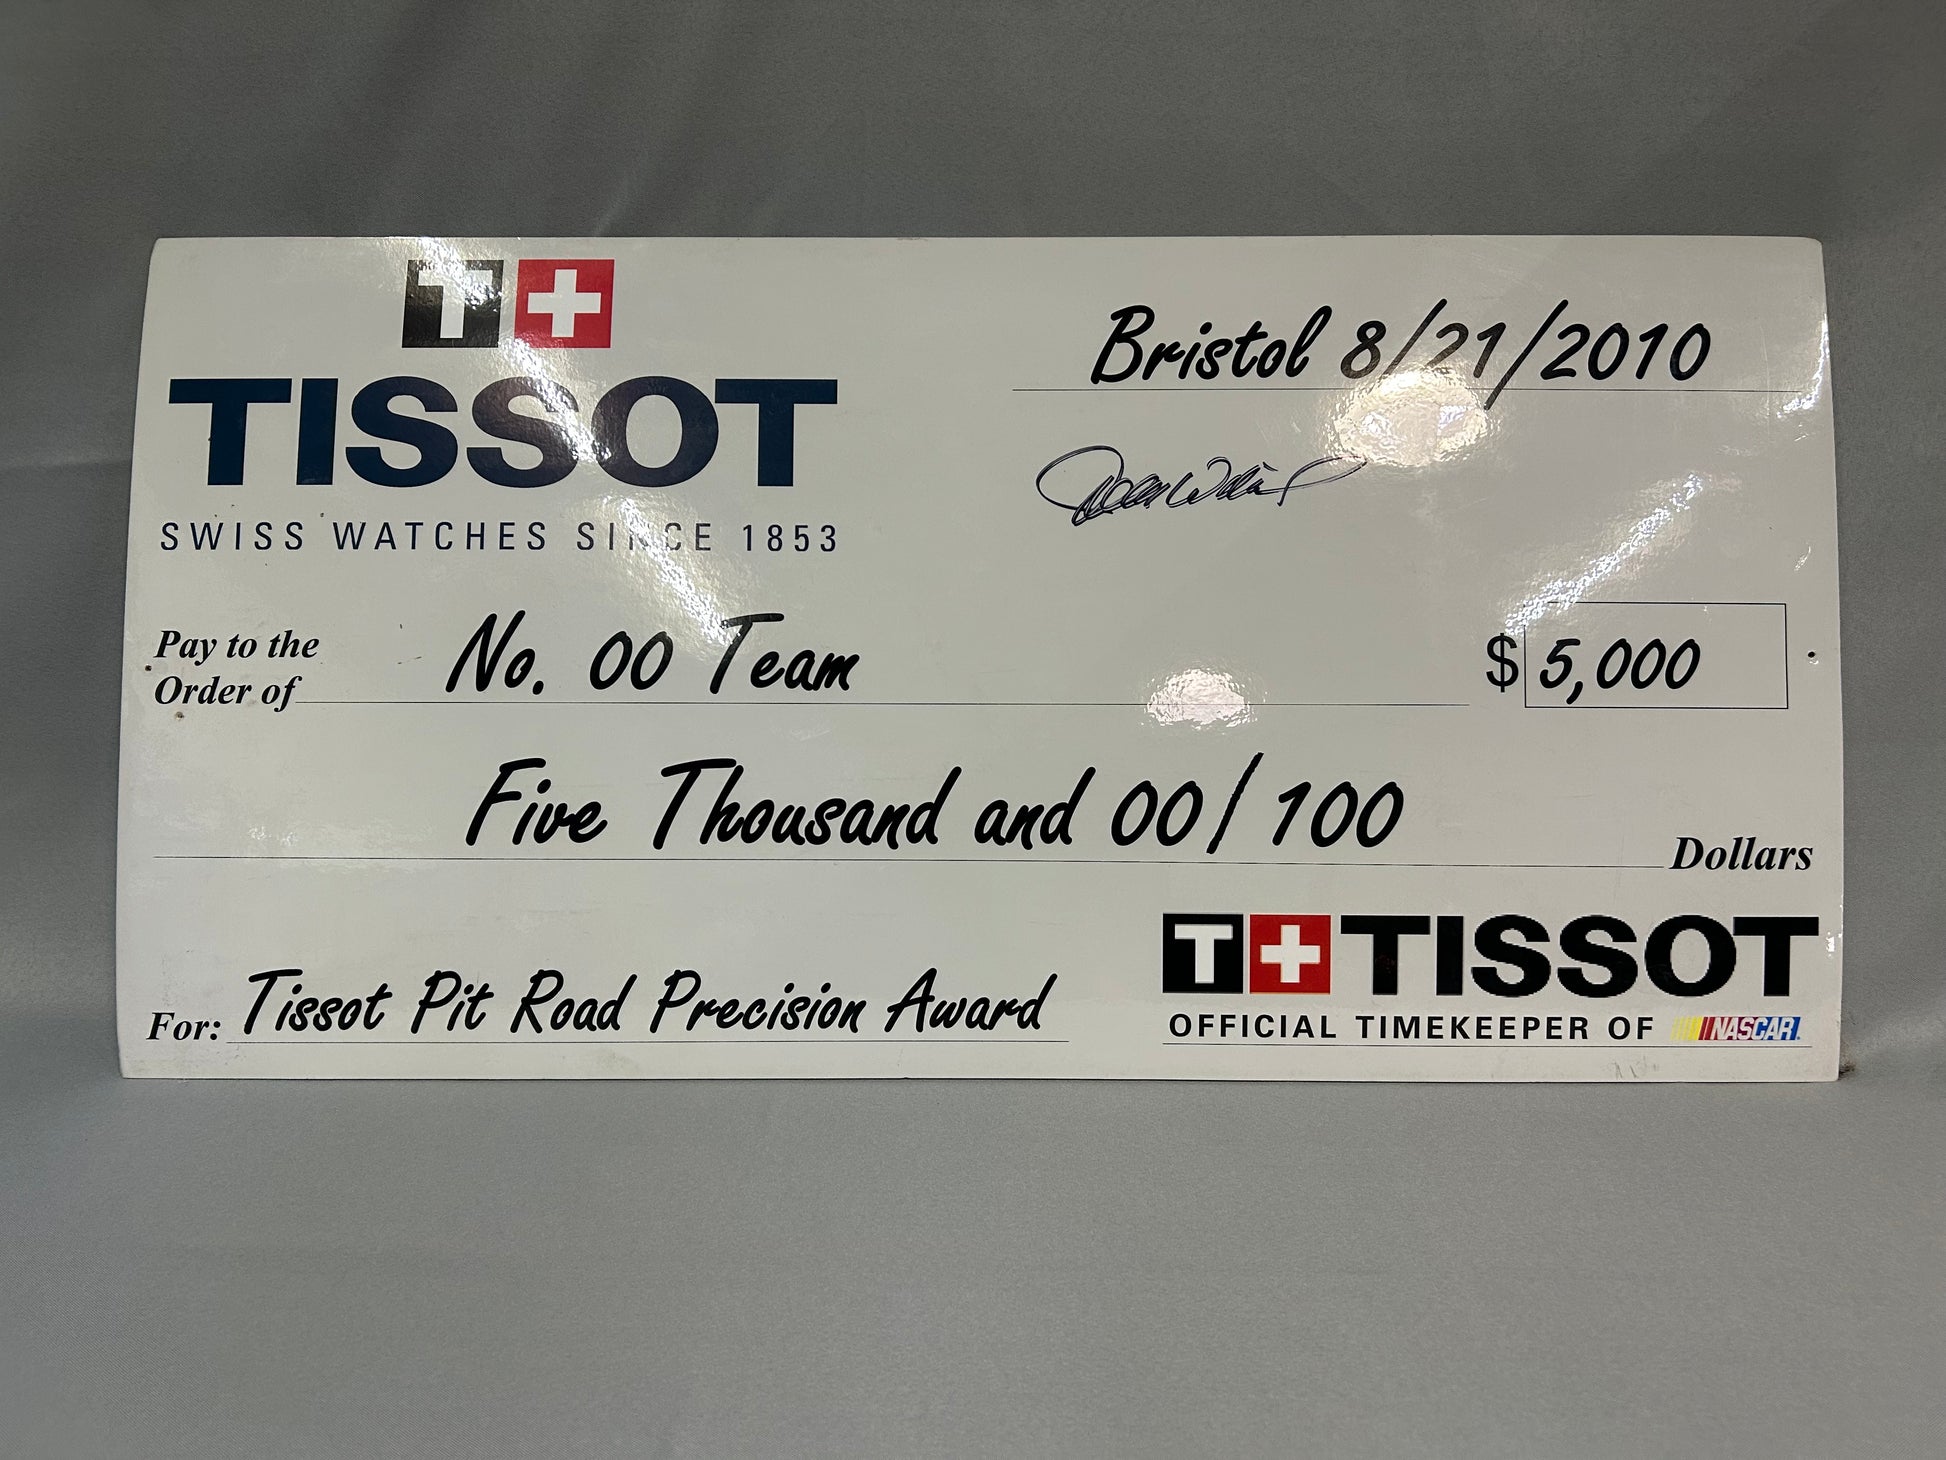 T+
TISSOT
SWISS WATCHES SINCE 1853
Bristol 8/21/2010
Pay to the
Order of
No. 00 Team
$ 5,000
Five Thousand and 00/100
Dollars
For: Tissot Pit Road Precision Award
T+ TISSOT
OFFICIAL TIMEKEEPER OF NASCAR